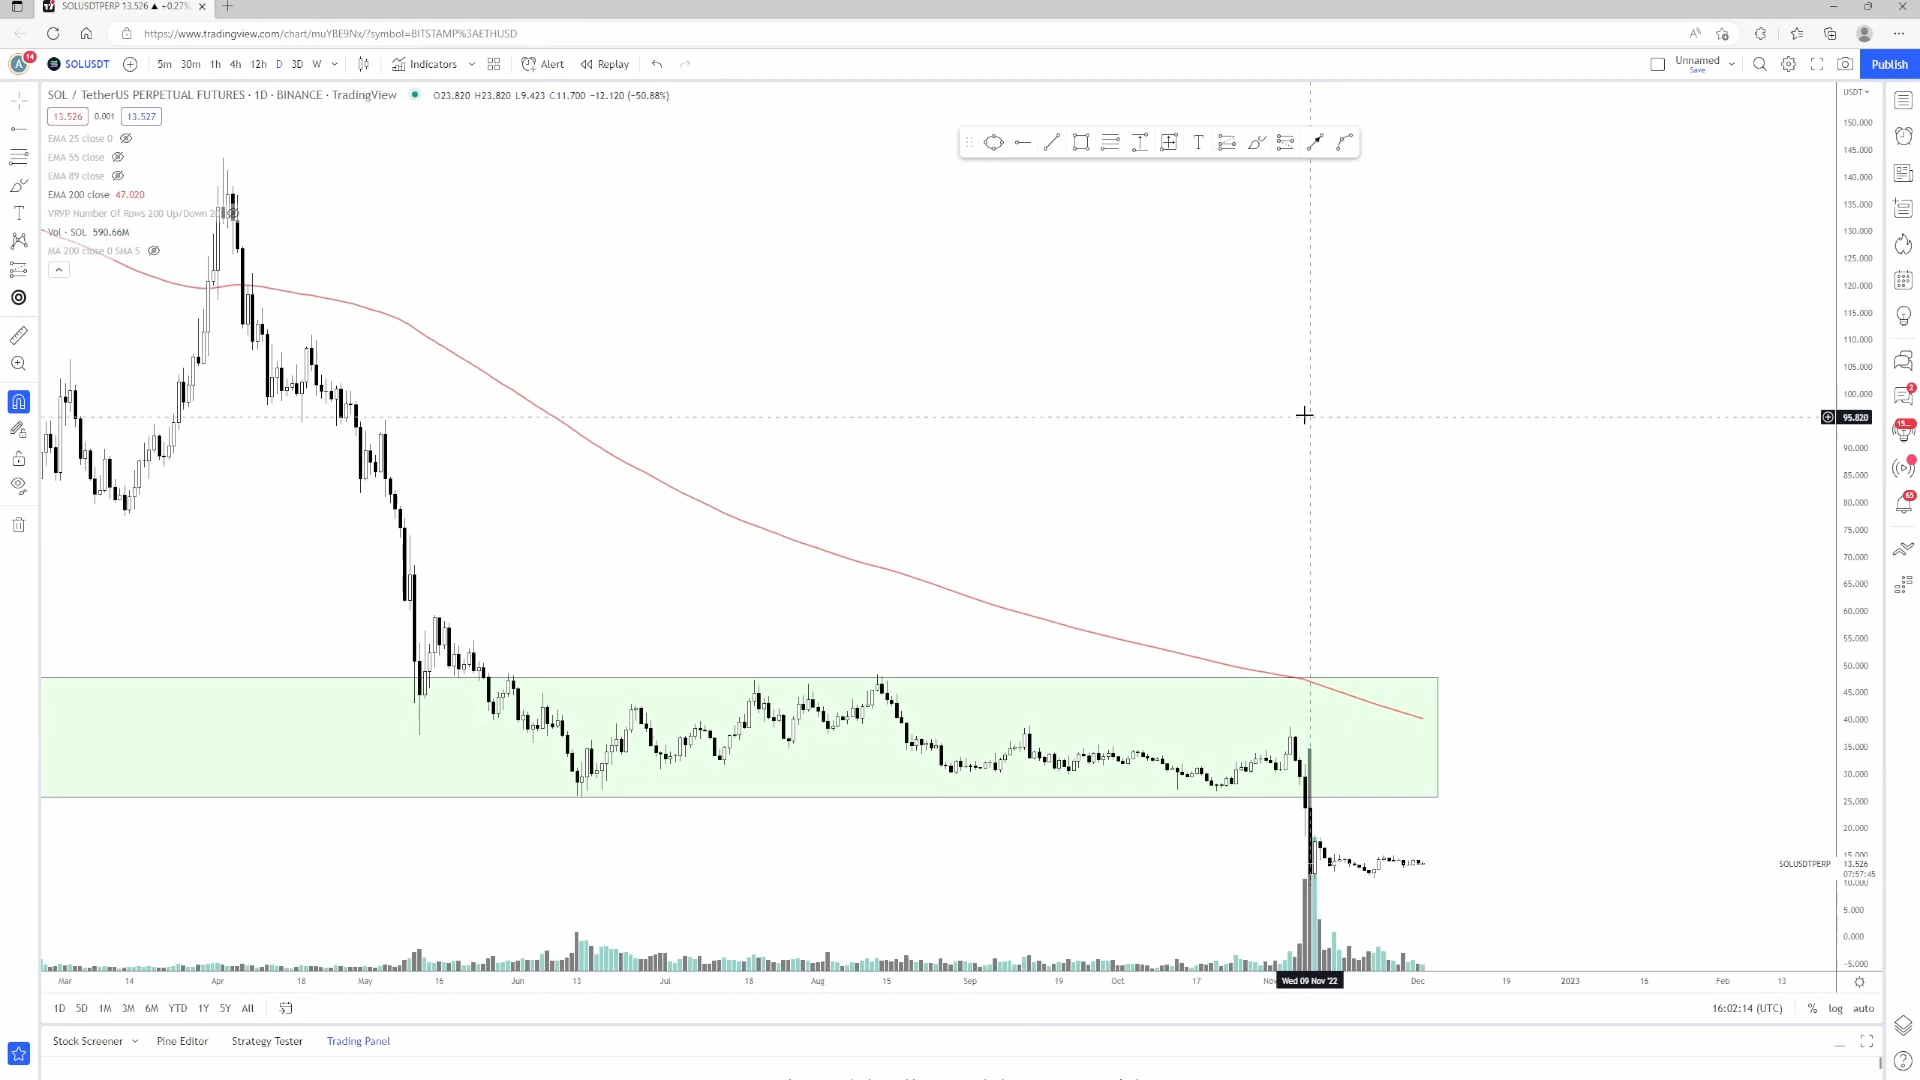 SOLUSDTPERP 13.526 ▲ +0.27%
https://www.tradingview.com/chart/muYBE9Nx/?symbol=BITSTAMP%3AETHUSD
A 14 SOLUSDT 5m 30m 1h 4h 12h D 3D W Indicators Alert Replay Unnamed Save Publish
SOL / TetherUS PERPETUAL FUTURES · 1D · BINANCE · TradingView O23.820 H23.820 L9.423 C11.700 −12.120 (−50.88%)
USDT
13.526 0.001 13.527
EMA 25 close 0
EMA 55 close
EMA 89 close
EMA 200 close 47.020
VRVP Number Of Rows 200 Up/Down
Vol · SOL 590.66M
MA 200 close 0 SMA 5
150.000
145.000
140.000
135.000
130.000
125.000
120.000
115.000
110.000
105.000
100.000
95.820
90.000
85.000
80.000
75.000
70.000
65.000
60.000
55.000
50.000
45.000
40.000
35.000
30.000
25.000
20.000
15.000
SOLUSDTPERP 13.526
07:57:45
10.000
5.000
0.000
−5.000
2
15...
65
Mar 14 Apr 18 May 16 Jun 13 Jul 18 Aug 15 Sep 19 Oct 17 Nov Wed 09 Nov '22 Dec 19 2023 16 Feb 13
1D 5D 1M 3M 6M YTD 1Y 5Y All 16:02:14 (UTC) % log auto
Stock Screener Pine Editor Strategy Tester Trading Panel